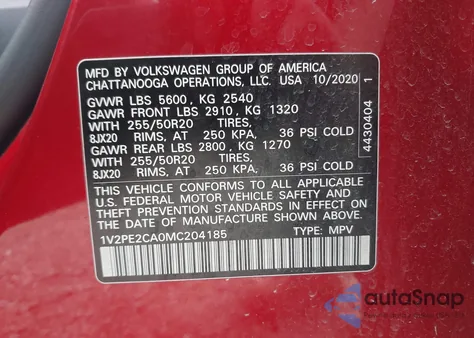 MFD BY VOLKSWAGEN GROUP OF AMERICA
CHATTANOOGA OPERATIONS, LLC. USA 10/2020
GVWR LBS 5600, KG 2540
GAWR FRONT LBS 2910, KG 1320
WITH 255/50R20 TIRES,
8JX20 RIMS, AT 250 KPA, 36 PSI COLD
GAWR REAR LBS 2800, KG 1270
WITH 255/50R20 TIRES,
8JX20 RIMS, AT 250 KPA, 36 PSI COLD
THIS VEHICLE CONFORMS TO ALL APPLICABLE
U.S. FEDERAL MOTOR VEHICLE SAFETY
STANDARDS IN EFFECT ON THE
DATE OF MANUFACTURE SHOWN ABOVE.
1V2PE2CA0MC204185 TYPE: MPV
4430404 1
autoSnap